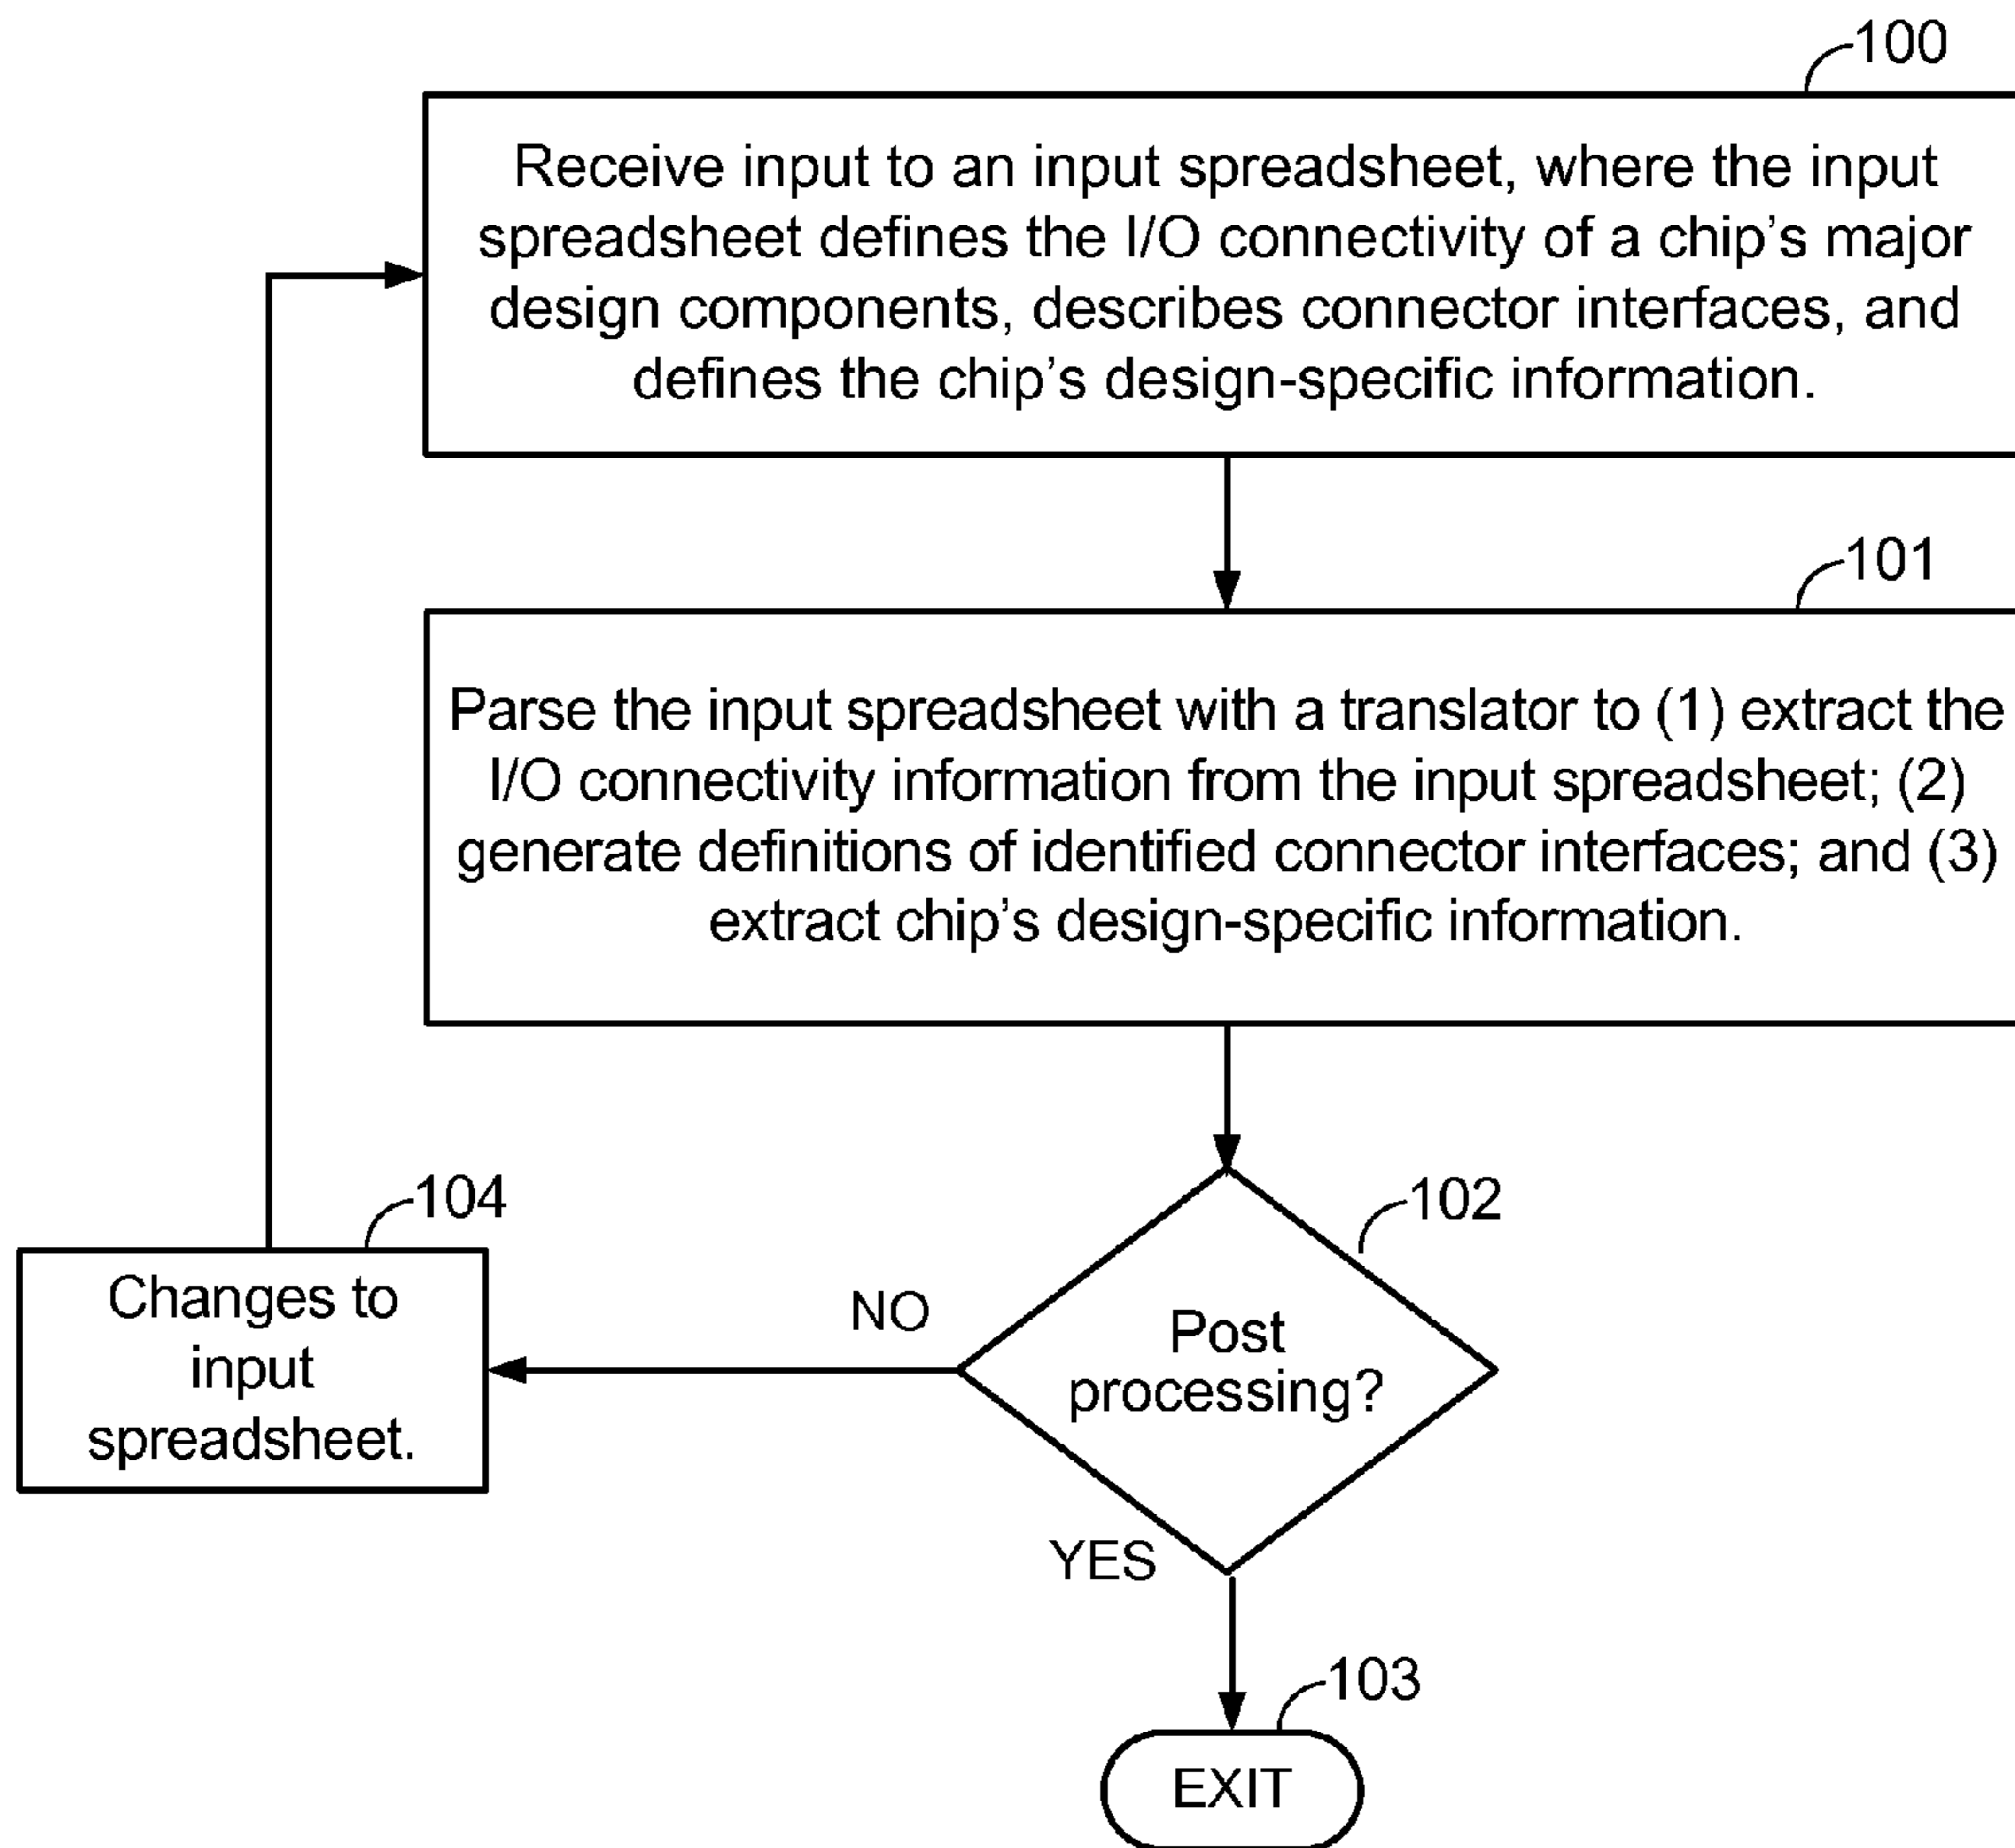 100
Receive input to an input spreadsheet, where the input
spreadsheet defines the I/O connectivity of a chip's major
design components, describes connector interfaces, and
defines the chip's design-specific information.
101
Parse the input spreadsheet with a translator to (1) extract the
I/O connectivity information from the input spreadsheet; (2)
generate definitions of identified connector interfaces; and (3)
extract chip's design-specific information.
104
Changes to
input
spreadsheet.
NO
102
Post
processing?
YES
103
EXIT